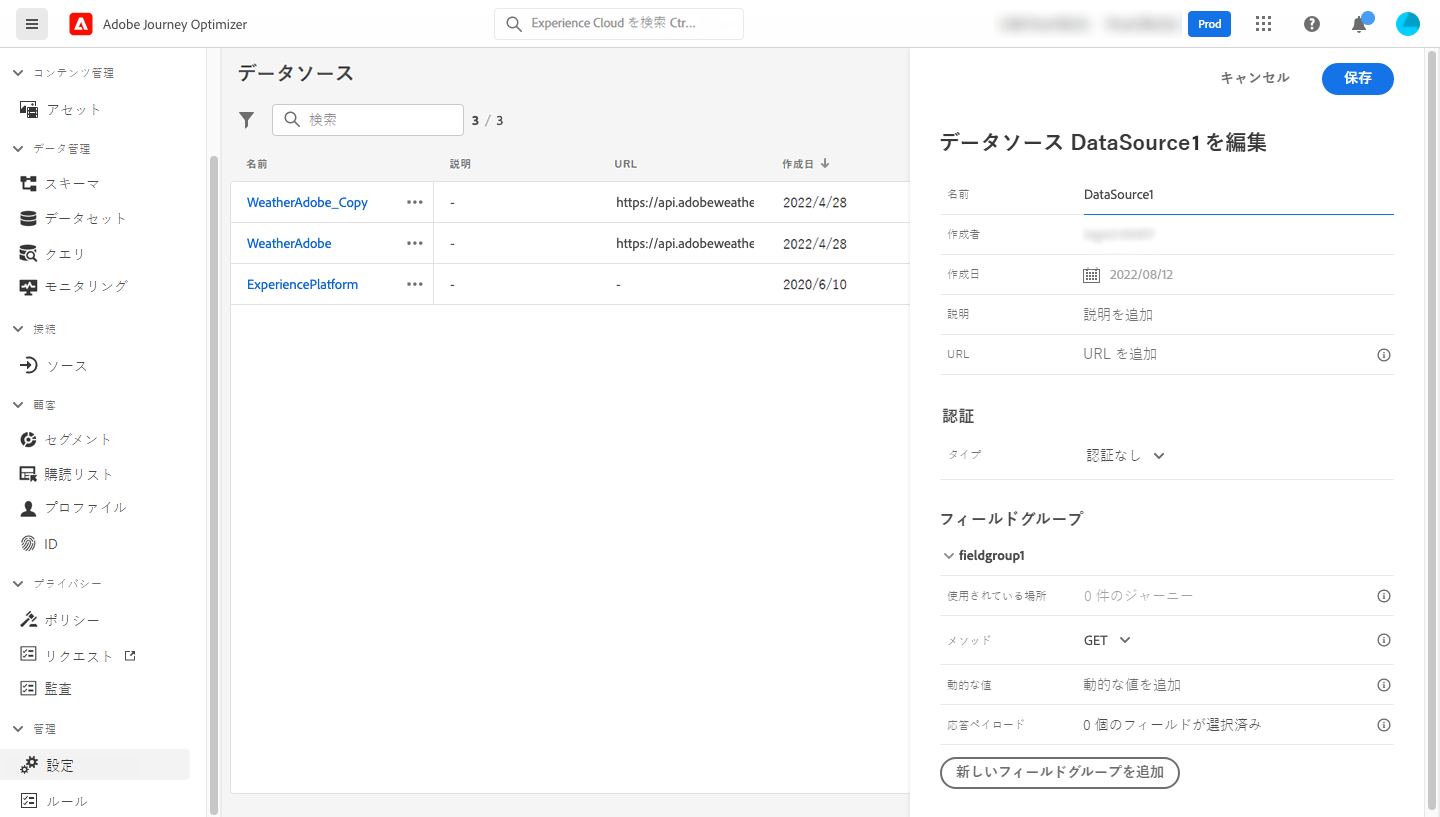 Adobe Journey Optimizer
Experience Cloud を検索 Ctr...
Prod
コンテンツ管理
アセット
データ管理
スキーマ
データセット
クエリ
モニタリング
接続
ソース
顧客
セグメント
購読リスト
プロファイル
ID
プライバシー
ポリシー
リクエスト
監査
管理
設定
ルール
データソース
検索
3 / 3
名前 説明 URL 作成日
WeatherAdobe_Copy ••• - https://api.adobeweathe 2022/4/28
WeatherAdobe ••• - https://api.adobeweathe 2022/4/28
ExperiencePlatform ••• - - 2020/6/10
キャンセル 保存
データソース DataSource1 を編集
名前 DataSource1
作成者
作成日 2022/08/12
説明 説明を追加
URL URL を追加
認証
タイプ 認証なし
フィールドグループ
fieldgroup1
使用されている場所 0 件のジャーニー
メソッド GET
動的な値 動的な値を追加
応答ペイロード 0 個のフィールドが選択済み
新しいフィールドグループを追加